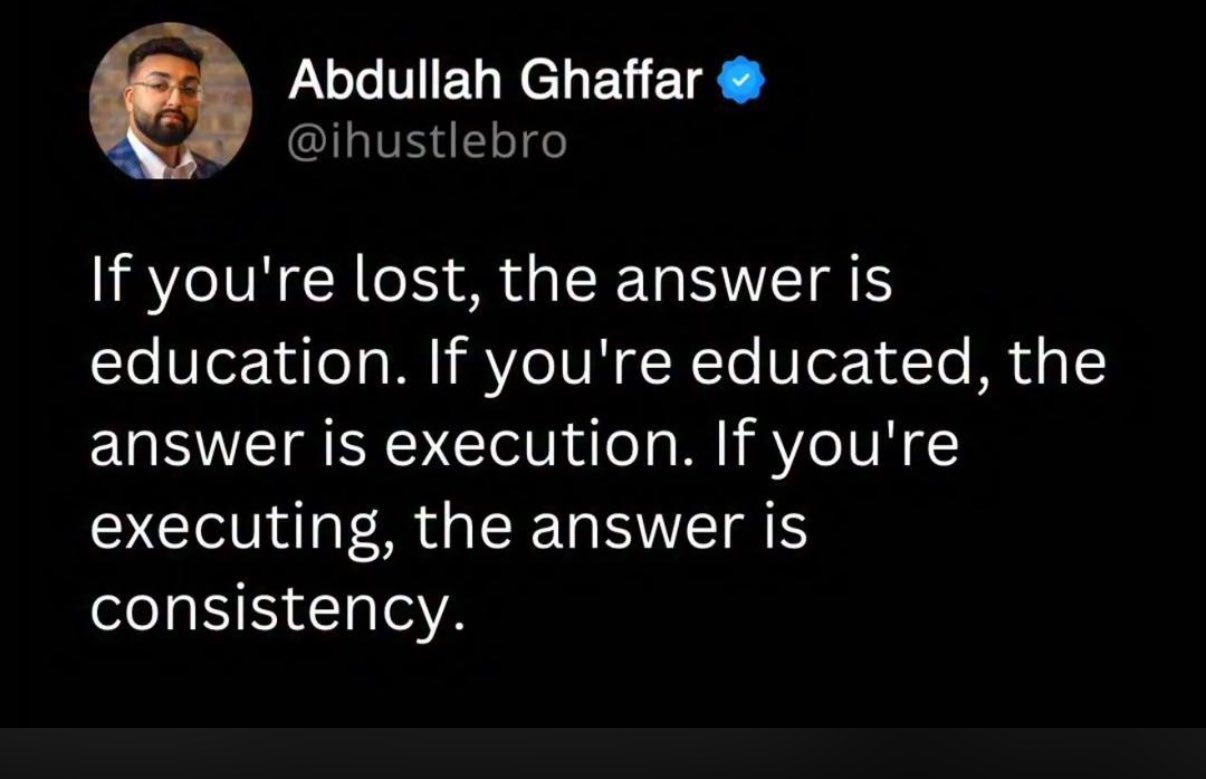 Abdullah Ghaffar
@ihustlebro
If you're lost, the answer is
education. If you're educated, the
answer is execution. If you're
executing, the answer is
consistency.